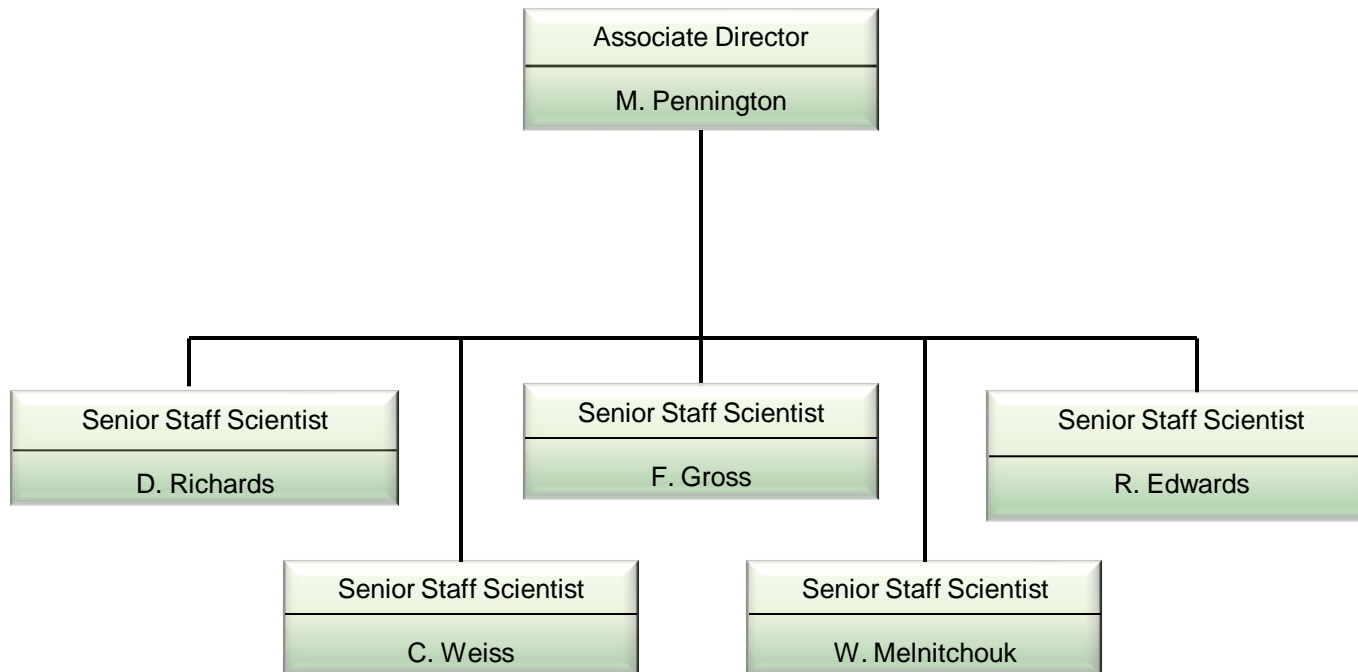 Associate Director
M. Pennington
Senior Staff Scientist
D. Richards
Senior Staff Scientist
F. Gross
Senior Staff Scientist
R. Edwards
Senior Staff Scientist
C. Weiss
Senior Staff Scientist
W. Melnitchouk